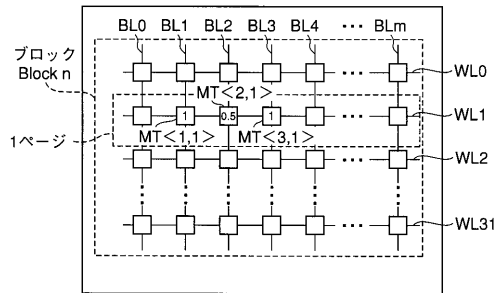 BL0 BL1 BL2 BL3 BL4 ··· BLm
ブロック
Block n
WL0
MT<2,1>
1 0.5 1 ··· WL1
1ページ
MT<1,1> MT<3,1>
··· WL2
··· WL31